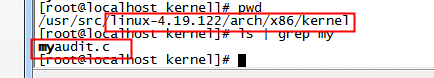 [root@localhost kernel]# pwd
/usr/src/linux-4.19.122/arch/x86/kernel
[root@localhost kernel]# ls | grep my
myaudit.c
[root@localhost kernel]#